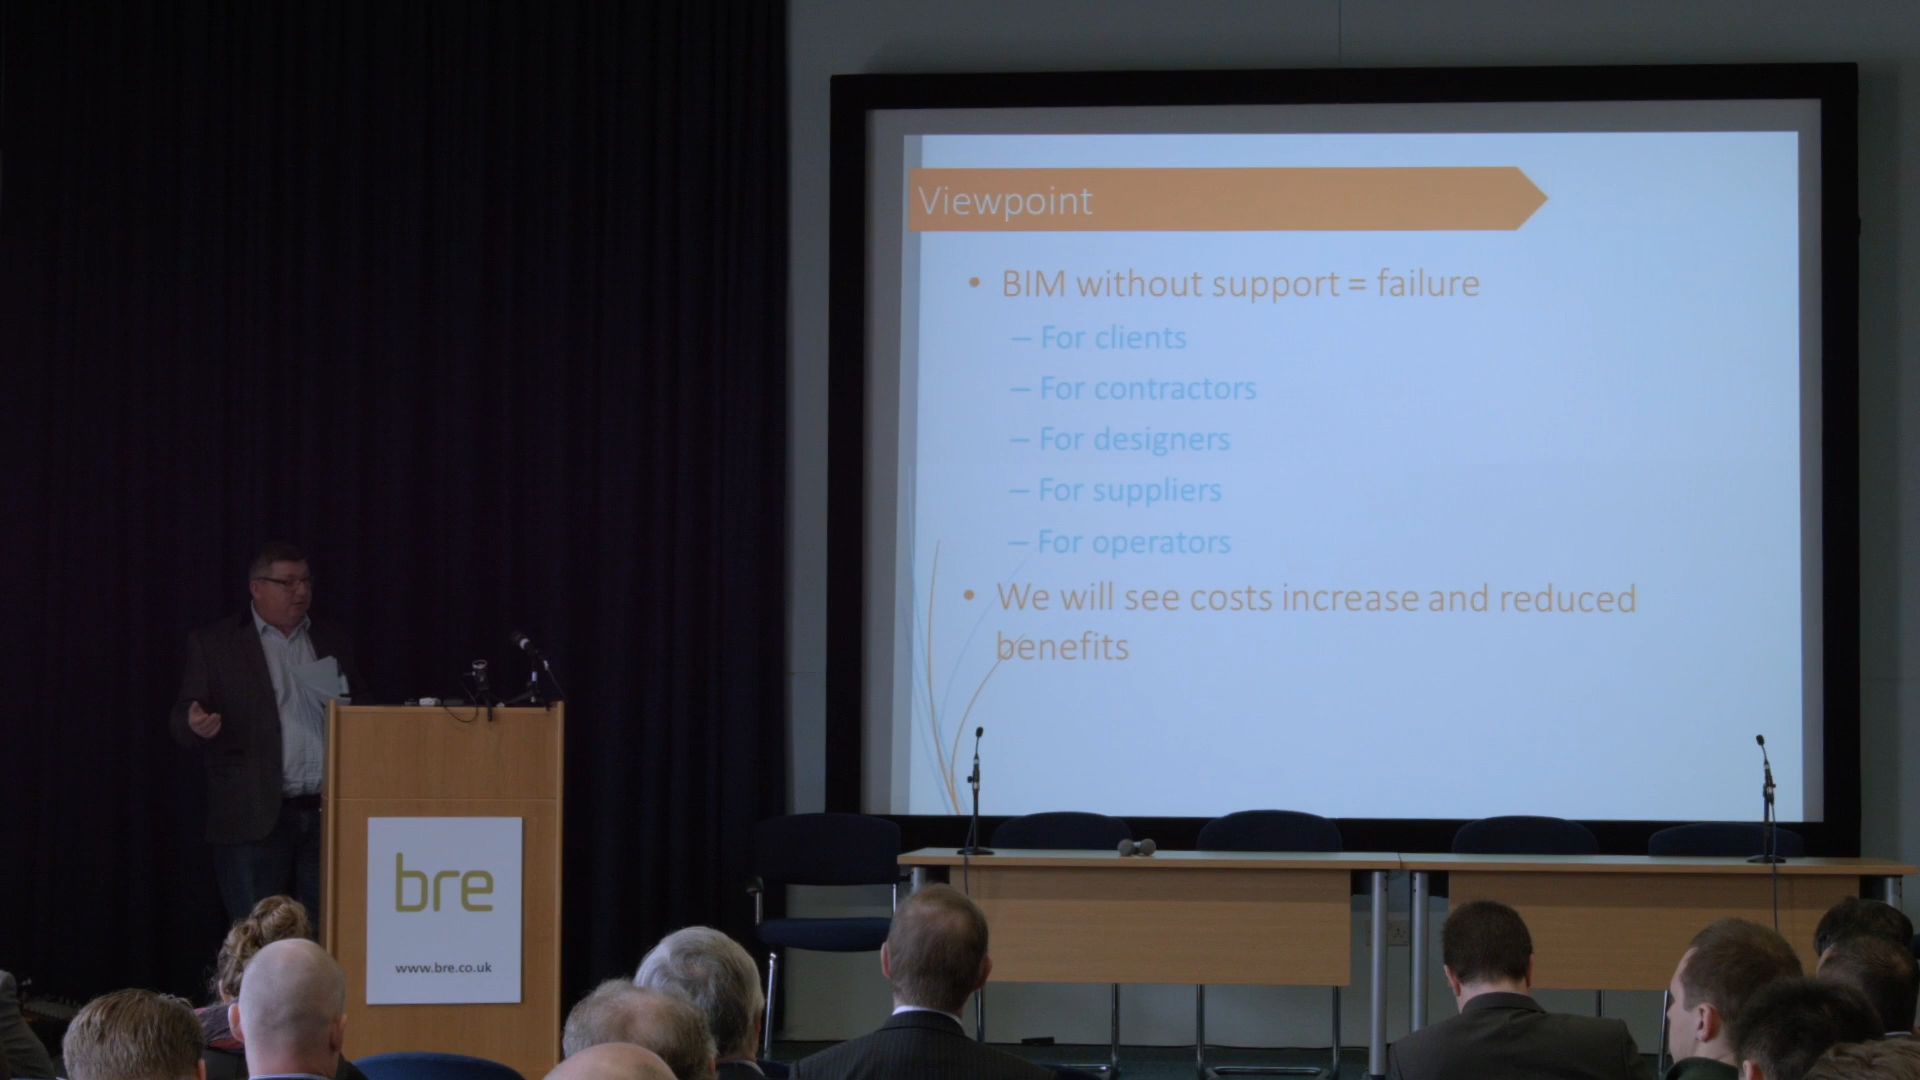 Viewpoint
• BIM without support = failure
– For clients
– For contractors
– For designers
– For suppliers
– For operators
• We will see costs increase and reduced
benefits
bre
www.bre.co.uk